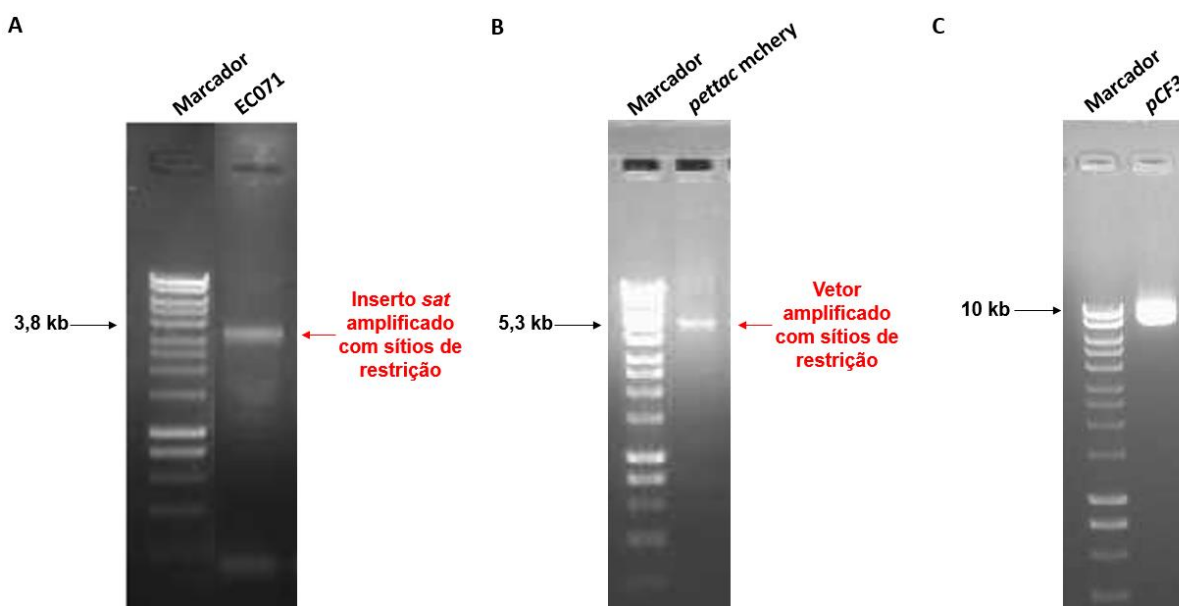 A
B
C
Marcador
EC071
Marcador
pettac mchery
Marcador
pCF3
3,8 kb
Inserto sat
amplificado
com sítios de
restrição
5,3 kb
Vetor
amplificado
com sítios de
restrição
10 kb